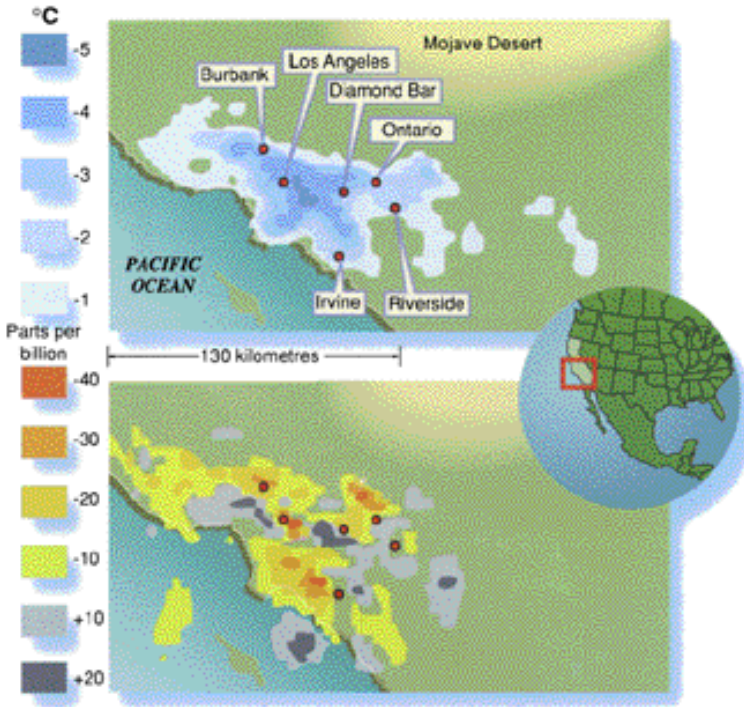 °C
-5
-4
-3
-2
-1
Mojave Desert
Los Angeles
Burbank
Diamond Bar
Ontario
PACIFIC
OCEAN
Irvine
Riverside
Parts per
billion
130 kilometres
-40
-30
-20
-10
+10
+20